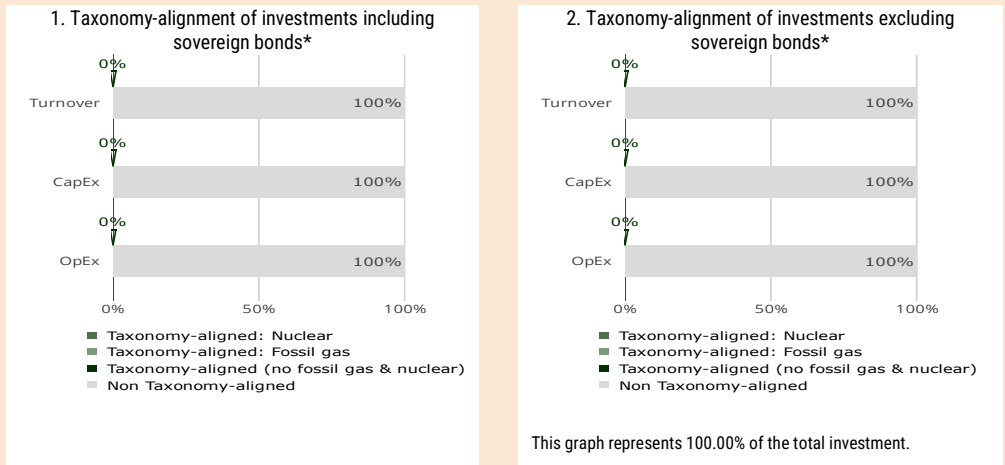 1. Taxonomy-alignment of investments including
sovereign bonds*
0%
Turnover
100%
0%
CapEx
100%
0%
OpEx
100%
0%
50%
100%
Taxonomy-aligned: Nuclear
Taxonomy-aligned: Fossil gas
Taxonomy-aligned (no fossil gas & nuclear)
Non Taxonomy-aligned
2. Taxonomy-alignment of investments excluding
sovereign bonds*
0%
Turnover
100%
0%
CapEx
100%
0%
OpEx
100%
0%
50%
100%
Taxonomy-aligned: Nuclear
Taxonomy-aligned: Fossil gas
Taxonomy-aligned (no fossil gas & nuclear)
Non Taxonomy-aligned
This graph represents 100.00% of the total investment.